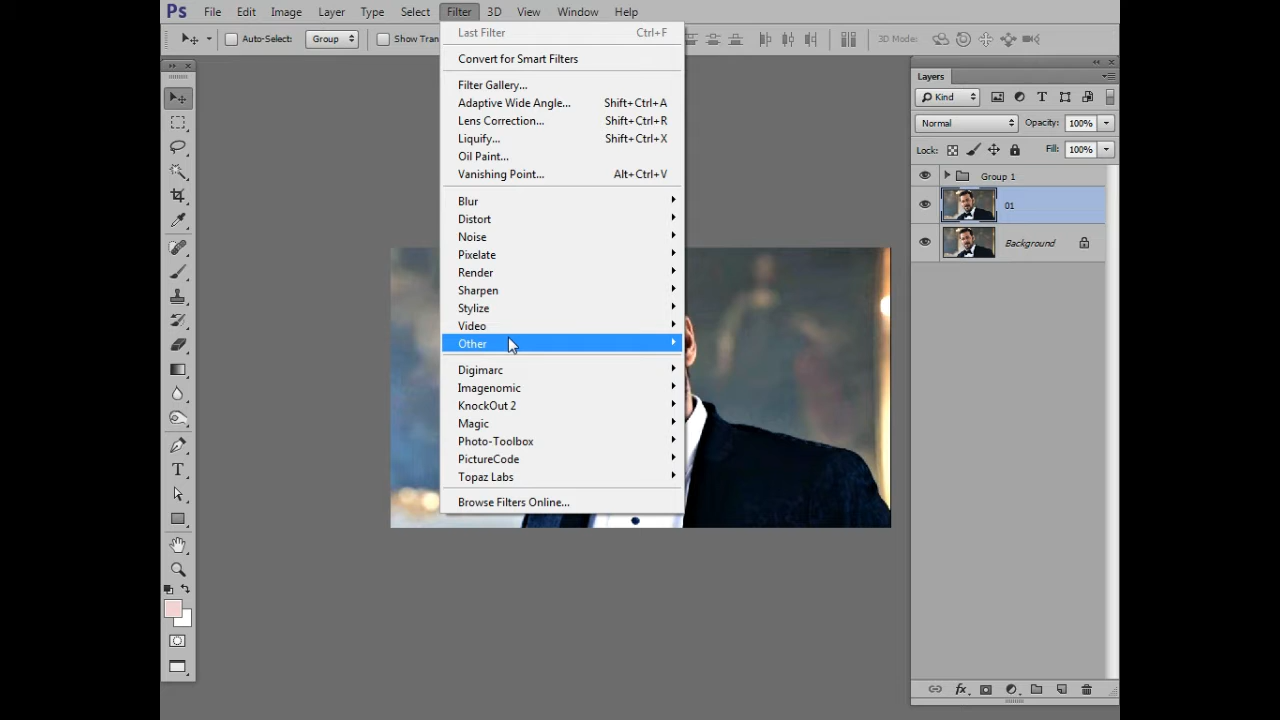 Ps File Edit Image Layer Type Select Filter 3D View Window Help
Auto-Select: Group Show Tran 3D Mode:
Last Filter Ctrl+F
Convert for Smart Filters
Filter Gallery...
Adaptive Wide Angle... Shift+Ctrl+A
Lens Correction... Shift+Ctrl+R
Liquify... Shift+Ctrl+X
Oil Paint...
Vanishing Point... Alt+Ctrl+V
Blur
Distort
Noise
Pixelate
Render
Sharpen
Stylize
Video
Other
Digimarc
Imagenomic
KnockOut 2
Magic
Photo-Toolbox
PictureCode
Topaz Labs
Browse Filters Online...
Layers
Kind
Normal Opacity: 100%
Lock: Fill: 100%
Group 1
01
Background